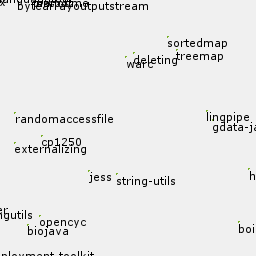 bytearrayoutputstream
sortedmap
treemap
deleting
warc
randomaccessfile
lingpipe
gdata-ja
cp1250
externalizing
jess
string-utils
h
er
igutils
opencyc
biojava
boi
ployment-toolkit